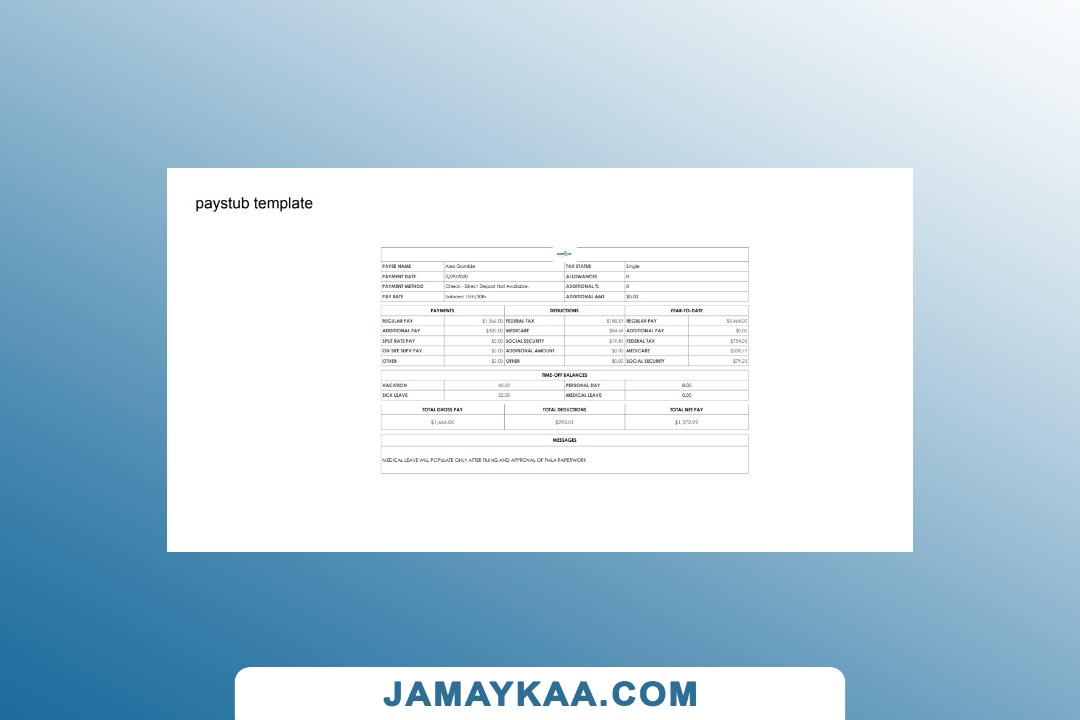 paystub template
PAYEE NAME Alex Gamble TAX STATUS Single
PAYMENT DATE 2/29/2020 ALLOWANCES 0
PAYMENT METHOD Check - Direct Depost Not Available. ADDITIONAL % 0
PAY RATE Salaried 15th/30th ADDITIONAL AMT $0.00
PAYMENTS DEDUCTIONS YEAR-TO-DATE
REGULAR PAY $1,366.00 FEDERAL TAX $188.51 REGULAR PAY $5,464.00
ADDITIONAL PAY $300.00 MEDICARE $84.69 ADDITIONAL PAY $0.00
SPLIT RATE PAY $0.00 SOCIAL SECURITY $19.81 FEDERAL TAX $754.03
ON SITE SUPV PAY $0.00 ADDITIONAL AMOUNT $0.00 MEDICARE $338.77
OTHER $0.00 OTHER $0.00 SOCIAL SECURITY $79.23
TIME-OFF BALANCES
VACATION 40.00 PERSONAL DAY 8.00
SICK LEAVE 32.00 MEDICAL LEAVE 0.00
TOTAL GROSS PAY TOTAL DEDUCTIONS TOTAL NET PAY
$1,666.00 $293.01 $1,372.99
MESSAGES
MEDICAL LEAVE WILL POPULATE ONLY AFTER FILING AND APPROVAL OF FMLA PAPERWORK
JAMAYKAA.COM